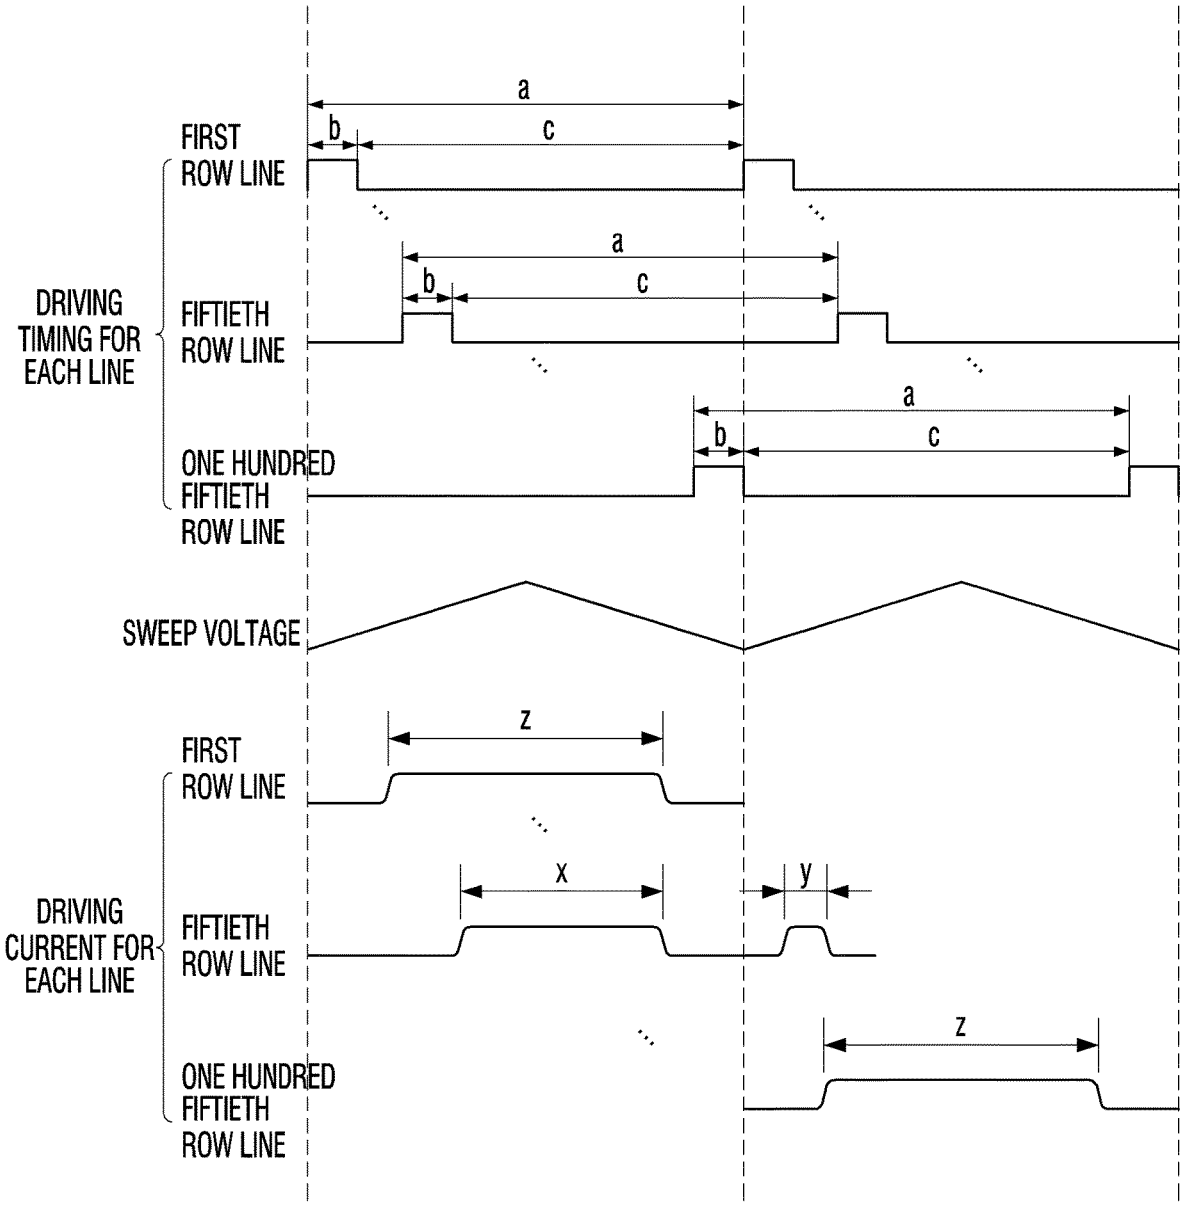 a
b
c
FIRST
ROW LINE
a
b
c
DRIVING
TIMING FOR
EACH LINE
FIFTIETH
ROW LINE
a
b
c
ONE HUNDRED
FIFTIETH
ROW LINE
SWEEP VOLTAGE
z
FIRST
ROW LINE
x
y
DRIVING
CURRENT FOR
EACH LINE
FIFTIETH
ROW LINE
z
ONE HUNDRED
FIFTIETH
ROW LINE